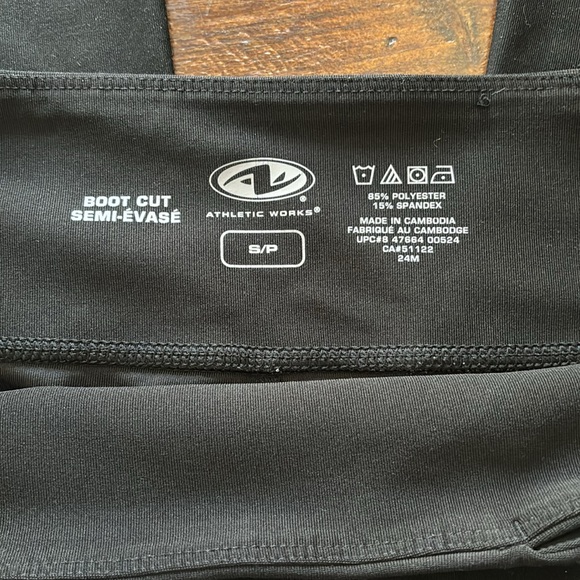 BOOT CUT
SEMI-ÉVASÉ
ATHLETIC WORKS®
S/P
85% POLYESTER
15% SPANDEX
MADE IN CAMBODIA
FABRIQUÉ AU CAMBODGE
UPC#8 47664 00524
CA#51122
24M